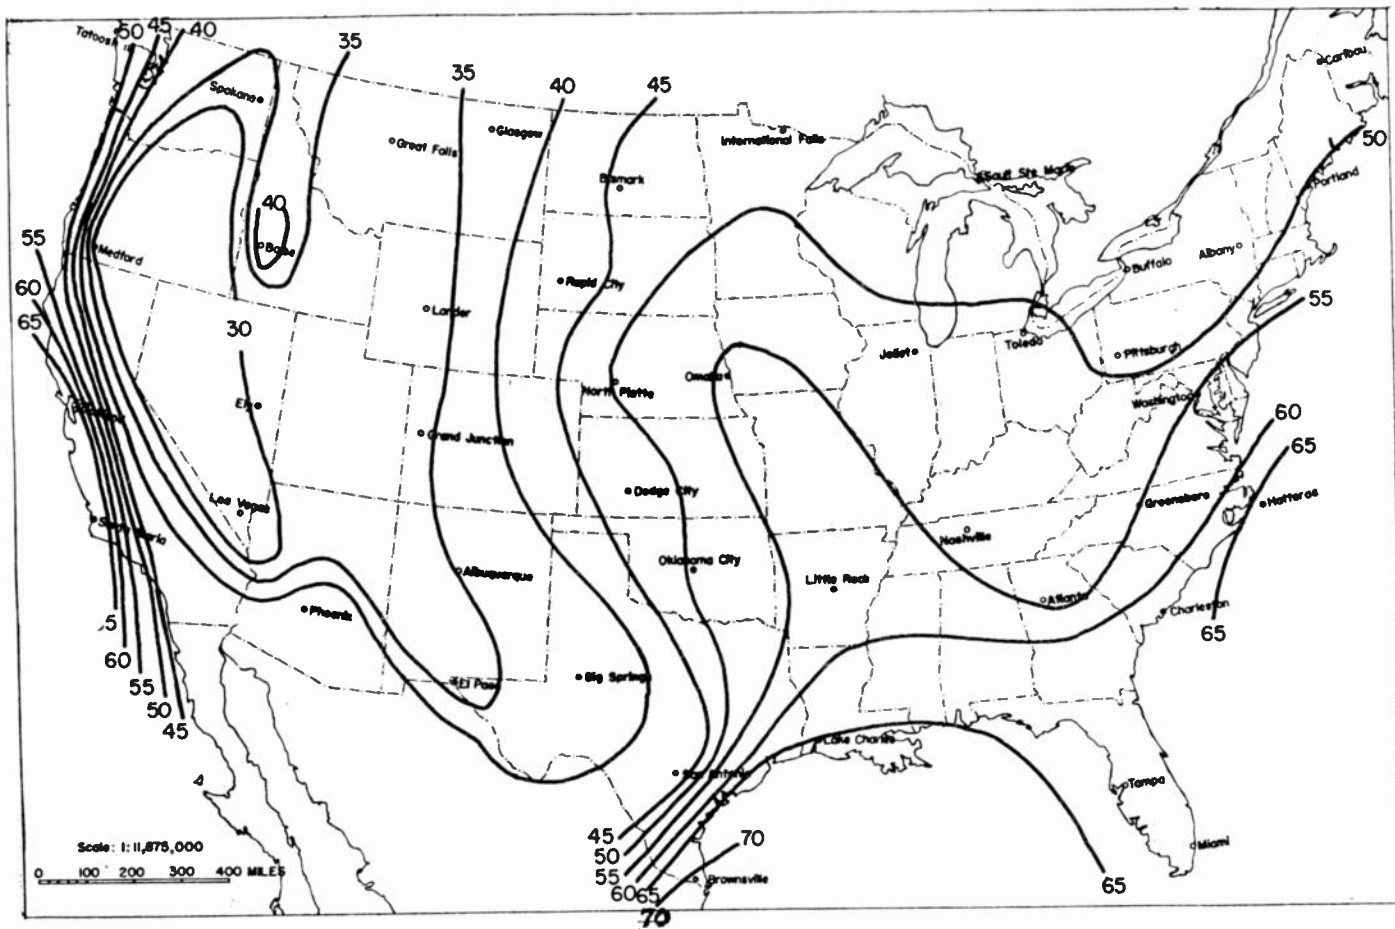 50 45 40
Tatoosh
35
35
40
45
Caribou
Spokane
Glasgow
Great Falls
International Falls
50
Bismark
Sault Ste Marie
Portland
40
Boise
55
Medford
Albany
Buffalo
Rapid City
60
55
Lander
65
30
Toledo
Joliet
Pittsburgh
Omaha
North Platte
Washington
Ely
60
Grand Junction
65
Dodge City
Las Vegas
Greensboro
Hatteras
Santa Maria
Nashville
Oklahoma City
Albuquerque
Little Rock
Atlanta
Phoenix
Charleston
5
65
60
Big Springs
El Paso
55
50
45
Lake Charles
San Antonio
Tampa
45
70
Miami
Scale: 1:11,875,000
50
0 100 200 300 400 MILES
55
Brownsville
65
60 65
70